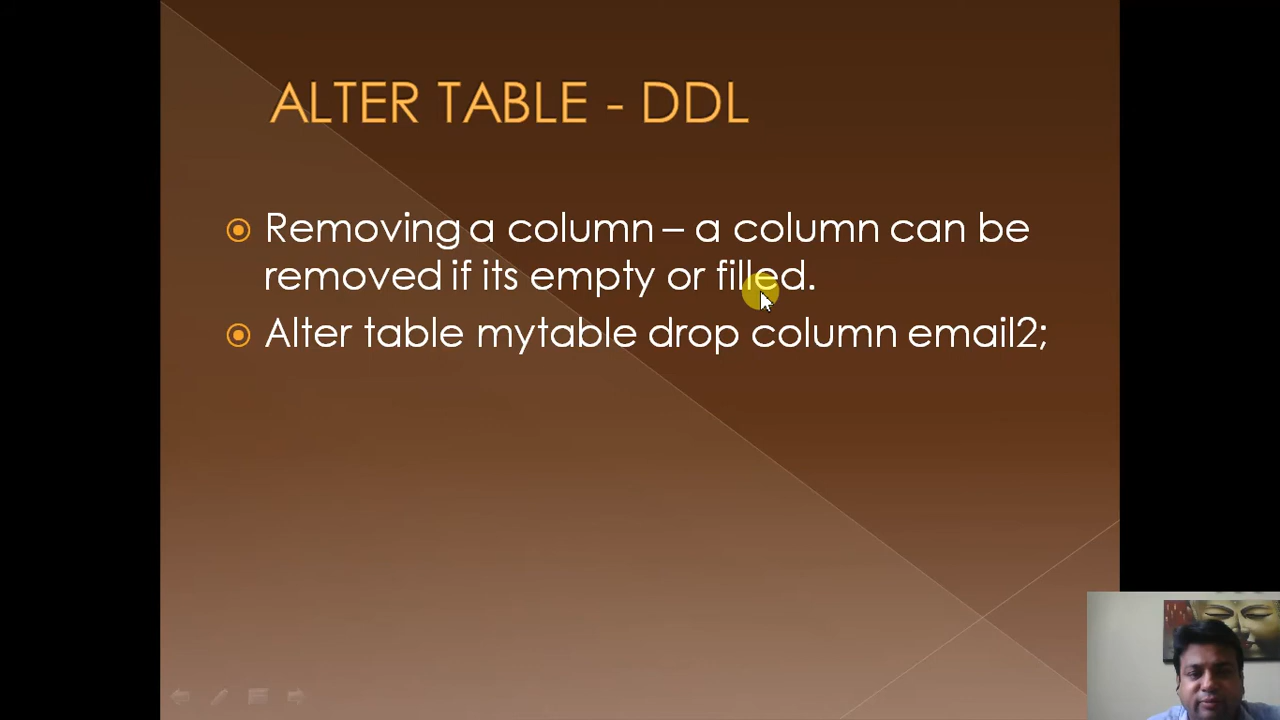 ALTER TABLE - DDL
Removing a column – a column can be
removed if its empty or filled.
Alter table mytable drop column email2;